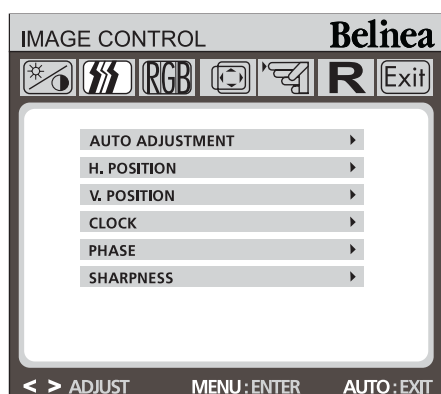 IMAGE CONTROL Belinea
RGB R Exit
AUTO ADJUSTMENT
H. POSITION
V. POSITION
CLOCK
PHASE
SHARPNESS
< > ADJUST MENU : ENTER AUTO : EXIT